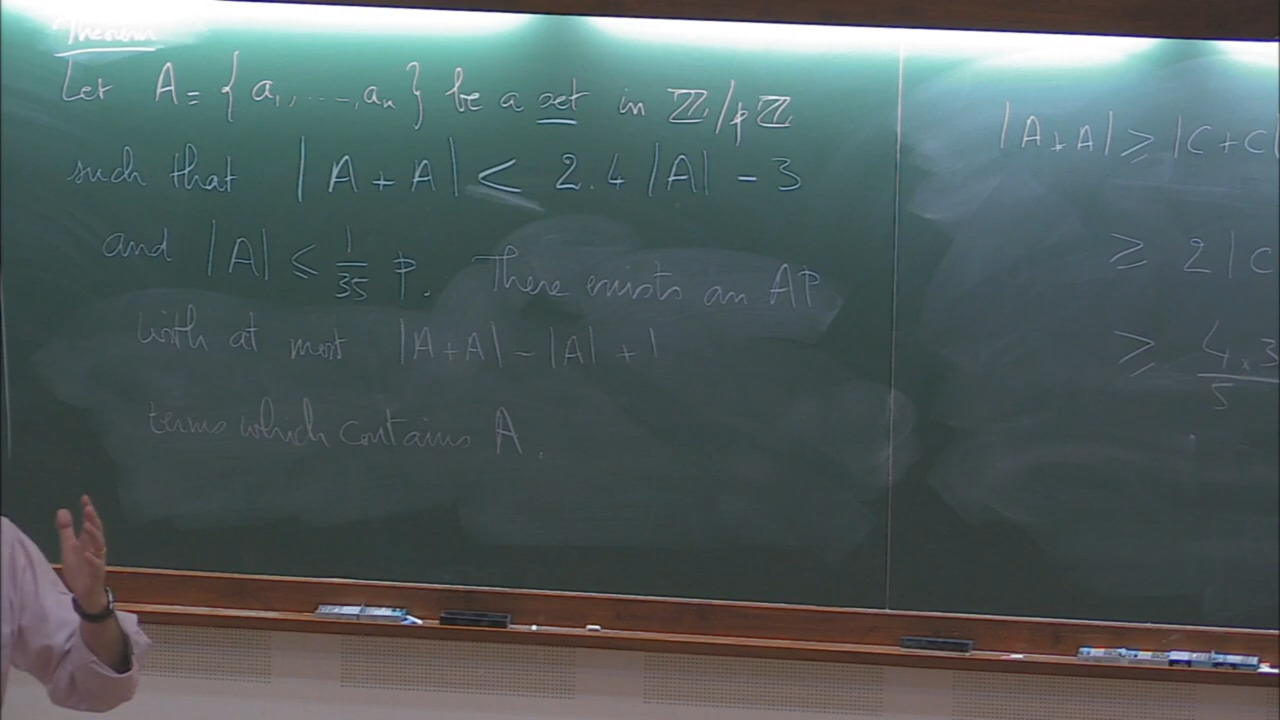 Theorem
Let A = { a₁, ..., aₙ } be a set in ℤ/pℤ
such that |A + A| < 2.4 |A| - 3
and |A| ≤ 1/35 p. There exists an AP
with at most |A+A| - |A| + 1
terms which contains A.
|A+A| ≥ |C+C|
≥ 2|C
≥ 4×3/5